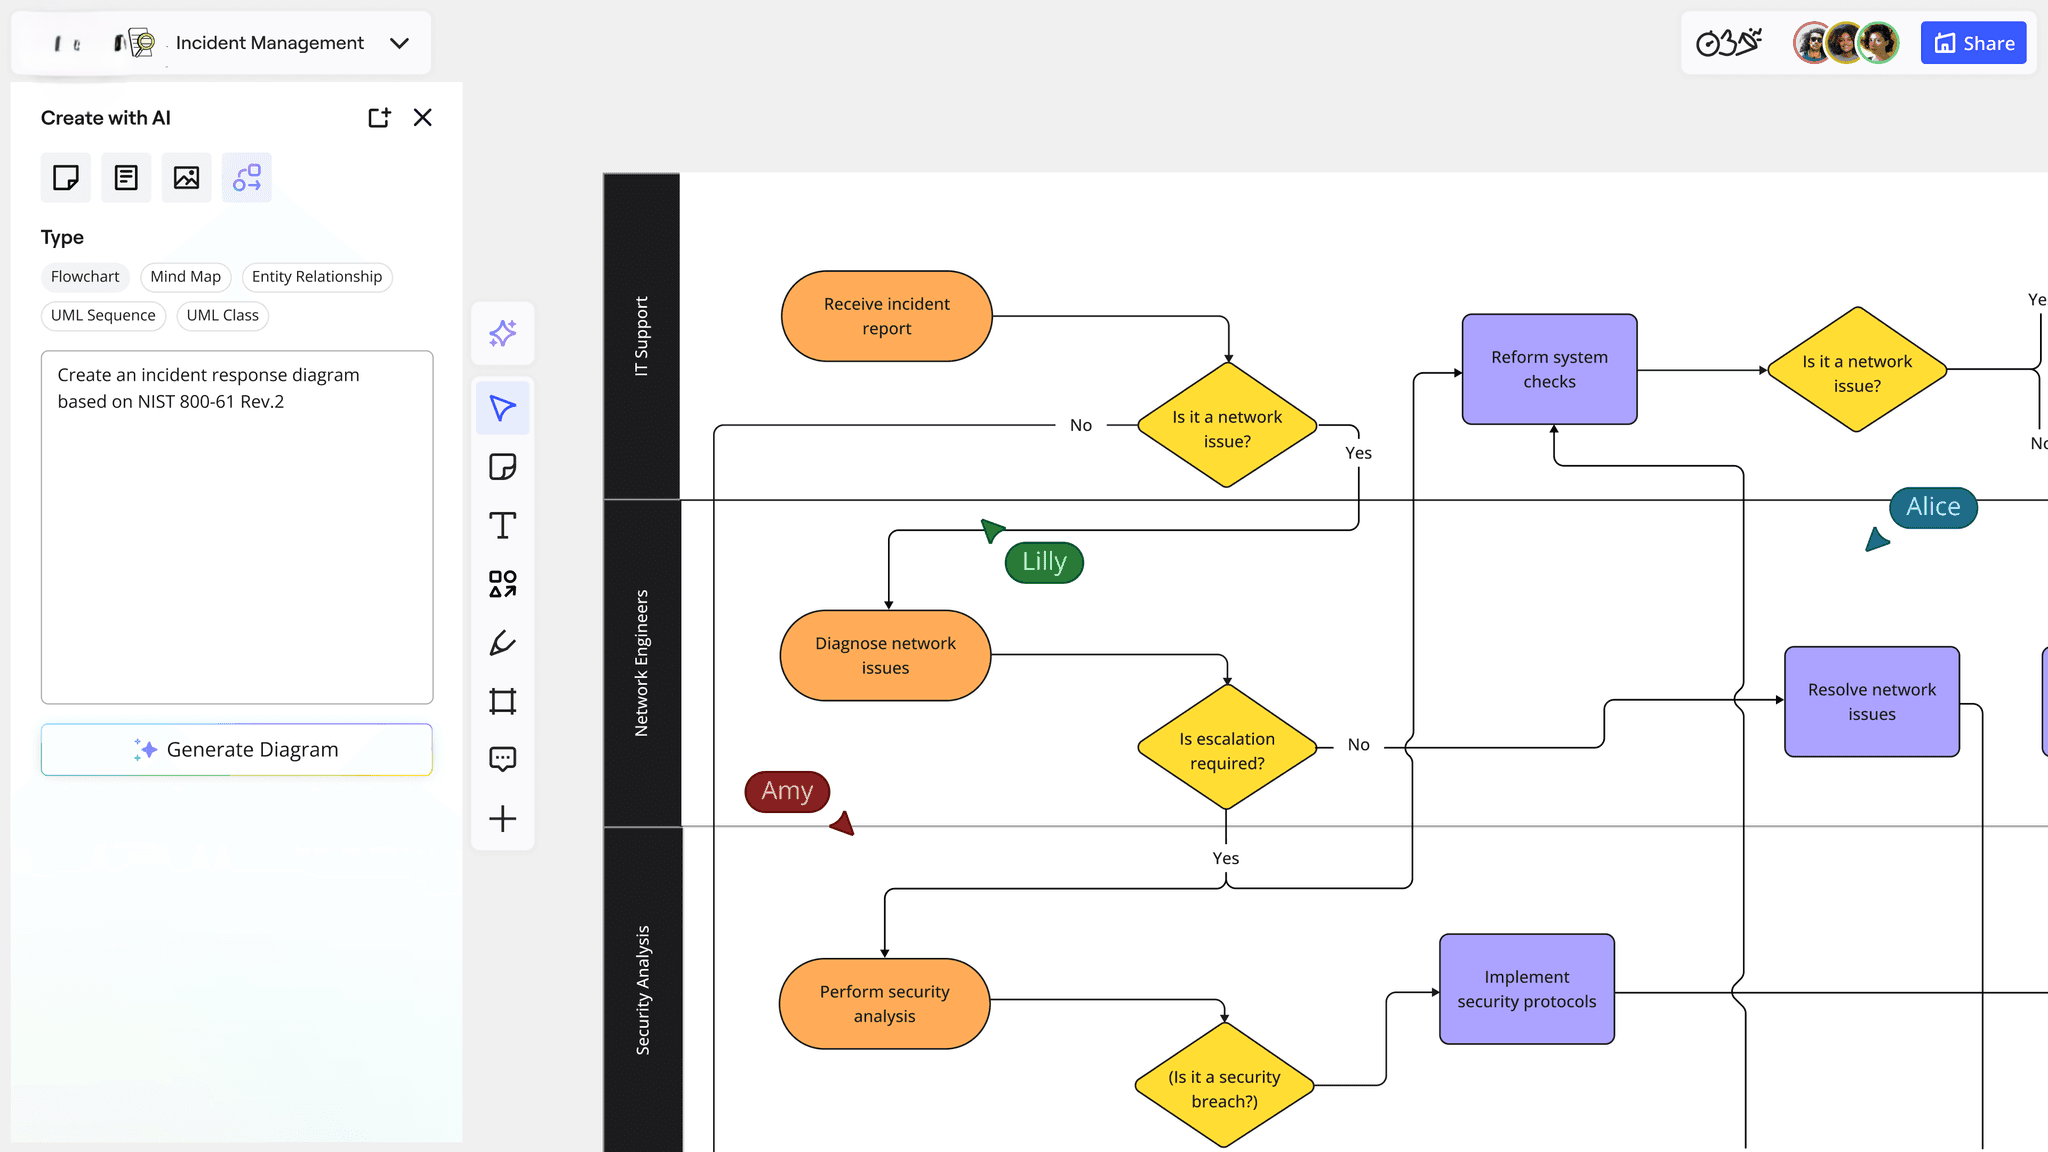 Incident Management
Share
Create with AI
Type
Flowchart
Mind Map
Entity Relationship
UML Sequence
UML Class
Create an incident response diagram
based on NIST 800-61 Rev.2
Generate Diagram
IT Support
Receive incident
report
Is it a network
issue?
No
Yes
Reform system
checks
Is it a network
issue?
Ye
No
Alice
Network Engineers
Lilly
Diagnose network
issues
Is escalation
required?
No
Resolve network
issues
Amy
Yes
Security Analysis
Perform security
analysis
(Is it a security
breach?)
Implement
security protocols